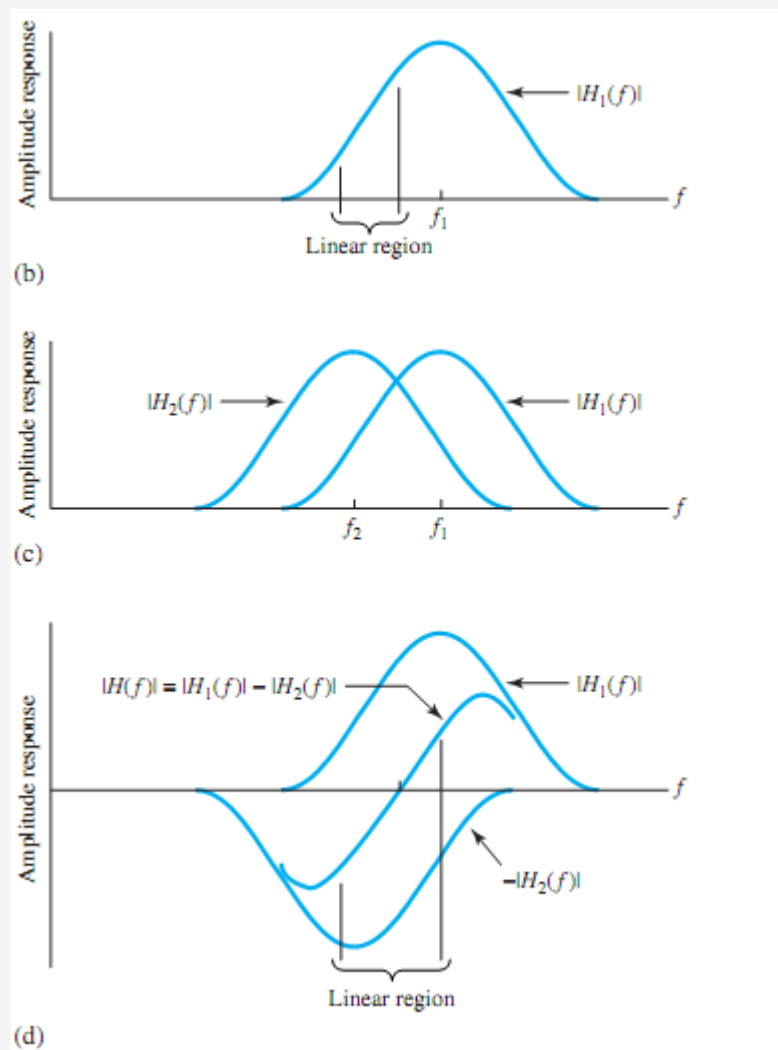 Amplitude response
|H₁(f)|
f
f₁
Linear region
(b)
Amplitude response
|H₂(f)|
|H₁(f)|
f
f₂
f₁
(c)
Amplitude response
|H(f)| = |H₁(f)| − |H₂(f)|
|H₁(f)|
f
−|H₂(f)|
Linear region
(d)